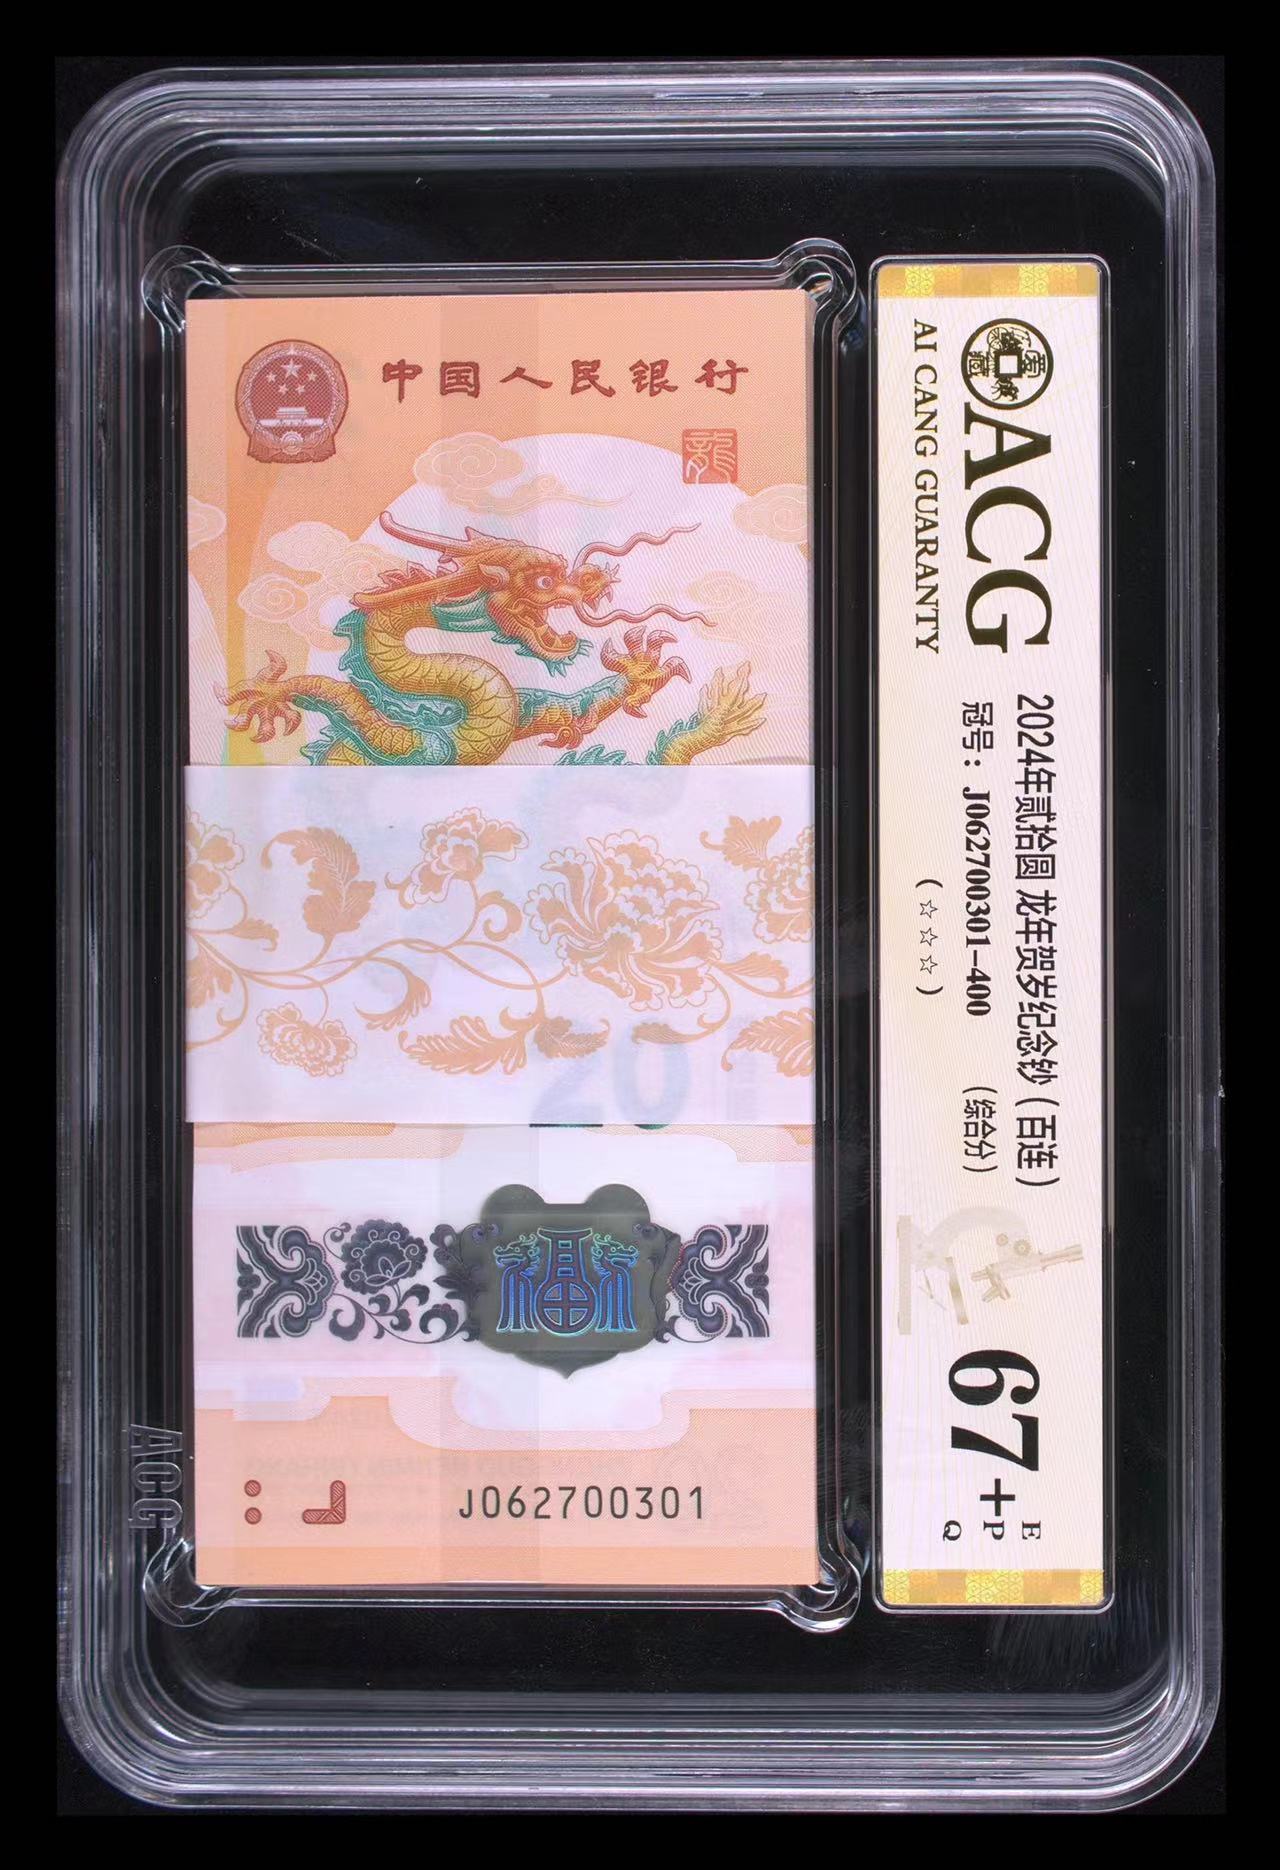 中国人民银行
龍
20
福
J062700301
ACG
AI CANG GUARANTY
2024年贰拾圆 龙年贺岁纪念钞（百连）
冠号：J062700301-400 （综合分）
（☆☆☆☆）
67+
E
P
Q
ACG